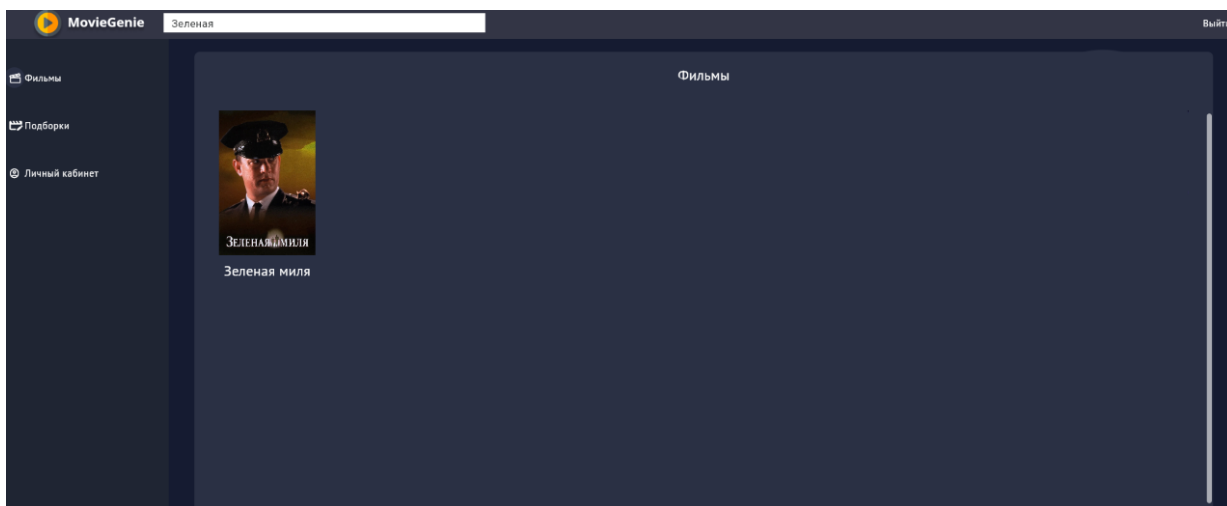 MovieGenie
Зеленая
Выйт
Фильмы
Подборки
Личный кабинет
Фильмы
ЗЕЛЕНАЯ МИЛЯ
Зеленая миля